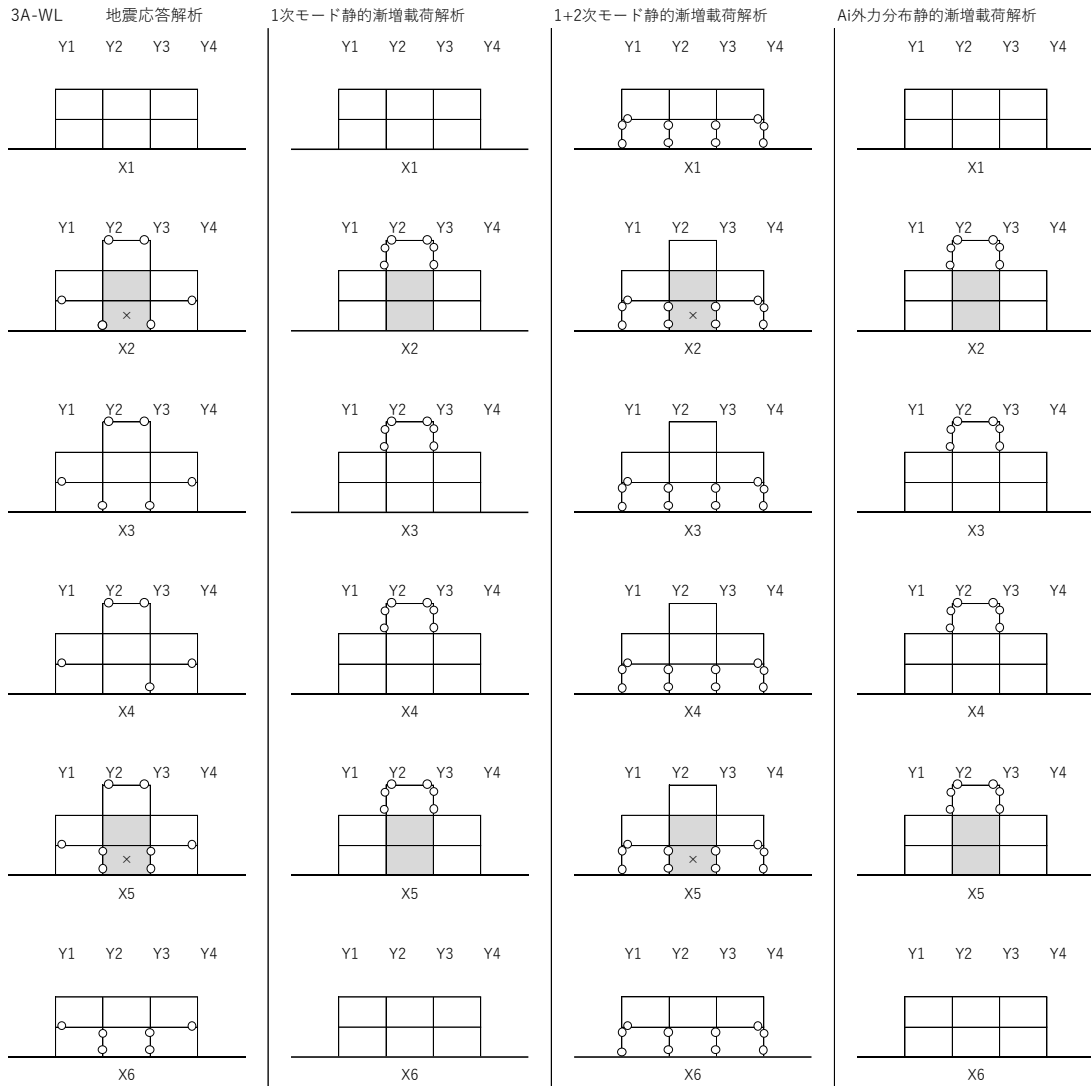 3A-WL 地震応答解析 1次モード静的漸増載荷解析 1+2次モード静的漸増載荷解析 Ai外力分布静的漸増載荷解析
Y1 Y2 Y3 Y4 Y1 Y2 Y3 Y4 Y1 Y2 Y3 Y4 Y1 Y2 Y3 Y4
X1 X1 X1 X1
Y1 Y2 Y3 Y4 Y1 Y2 Y3 Y4 Y1 Y2 Y3 Y4 Y1 Y2 Y3 Y4
× ×
X2 X2 X2 X2
Y1 Y2 Y3 Y4 Y1 Y2 Y3 Y4 Y1 Y2 Y3 Y4 Y1 Y2 Y3 Y4
X3 X3 X3 X3
Y1 Y2 Y3 Y4 Y1 Y2 Y3 Y4 Y1 Y2 Y3 Y4 Y1 Y2 Y3 Y4
X4 X4 X4 X4
Y1 Y2 Y3 Y4 Y1 Y2 Y3 Y4 Y1 Y2 Y3 Y4 Y1 Y2 Y3 Y4
× ×
X5 X5 X5 X5
Y1 Y2 Y3 Y4 Y1 Y2 Y3 Y4 Y1 Y2 Y3 Y4 Y1 Y2 Y3 Y4
X6 X6 X6 X6